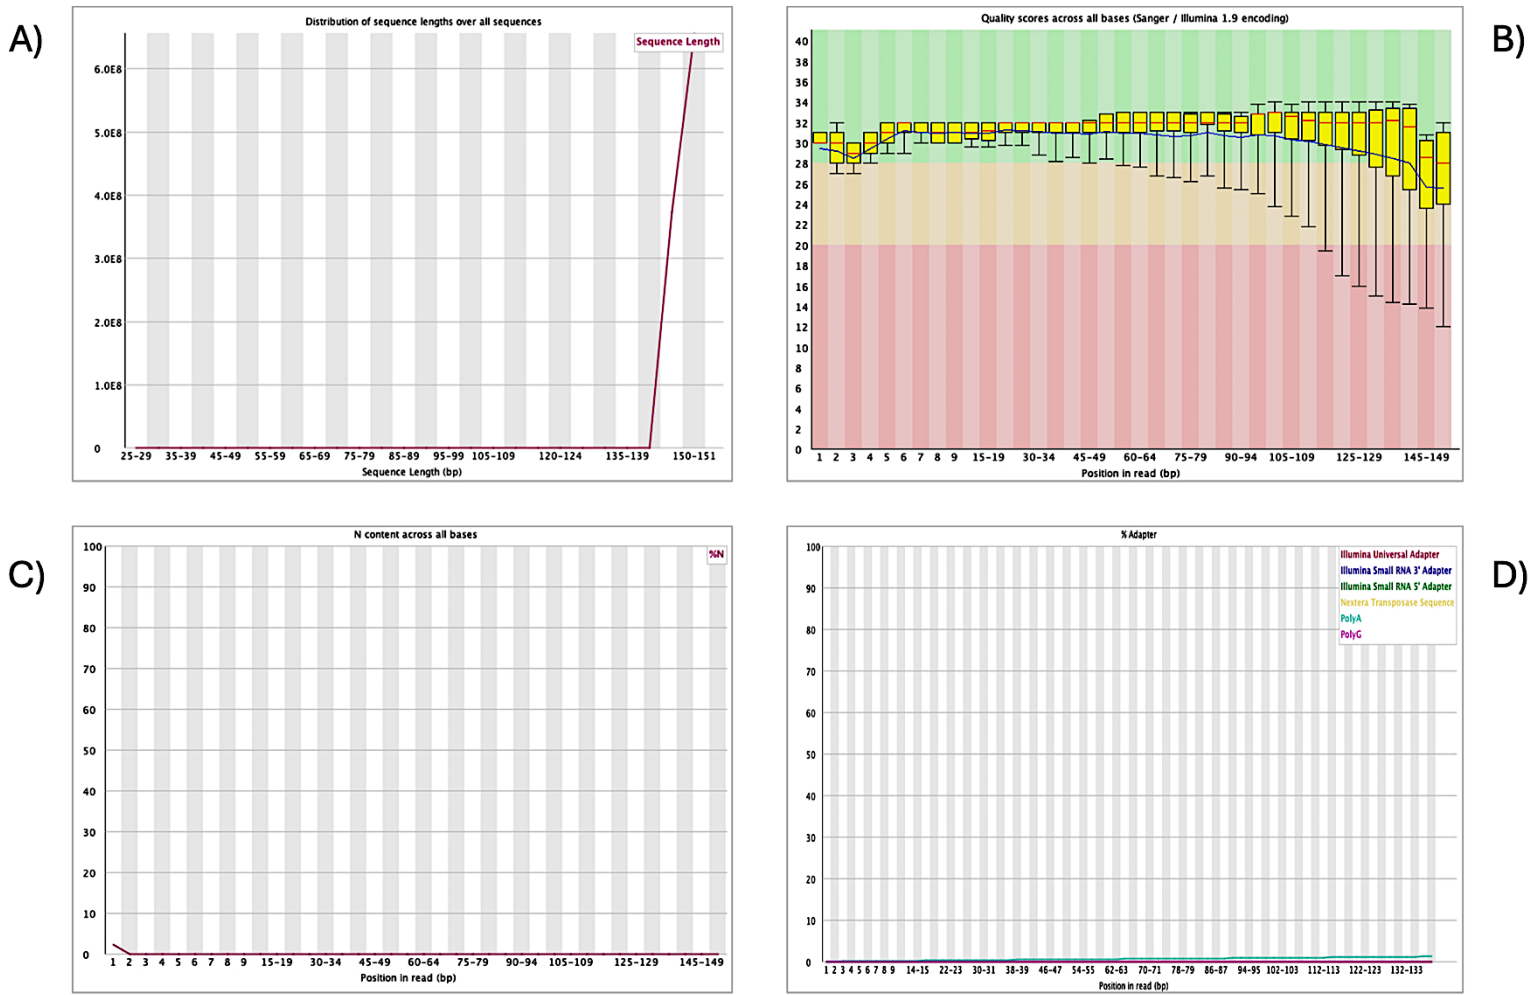 A)
Distribution of sequence lengths over all sequences
Sequence Length
6.0E8
5.0E8
4.0E8
3.0E8
2.0E8
1.0E8
0
25-29 35-39 45-49 55-59 65-69 75-79 85-89 95-99 105-109 120-124 135-139 150-151
Sequence Length (bp)
B)
Quality scores across all bases (Sanger / Illumina 1.9 encoding)
40
38
36
34
32
30
28
26
24
22
20
18
16
14
12
10
8
6
4
2
0
1 2 3 4 5 6 7 8 9 15-19 30-34 45-49 60-64 75-79 90-94 105-109 125-129 145-149
Position in read (bp)
C)
N content across all bases
%N
100
90
80
70
60
50
40
30
20
10
0
1 2 3 4 5 6 7 8 9 15-19 30-34 45-49 60-64 75-79 90-94 105-109 125-129 145-149
Position in read (bp)
D)
% Adapter
Illumina Universal Adapter
Illumina Small RNA 3' Adapter
Illumina Small RNA 5' Adapter
Nextera Transposase Sequence
PolyA
PolyG
100
90
80
70
60
50
40
30
20
10
0
1 2 3 4 5 6 7 8 9 14-15 22-23 30-31 38-39 46-47 54-55 62-63 70-71 78-79 86-87 94-95 102-103 112-113 122-123 132-133
Position in read (bp)